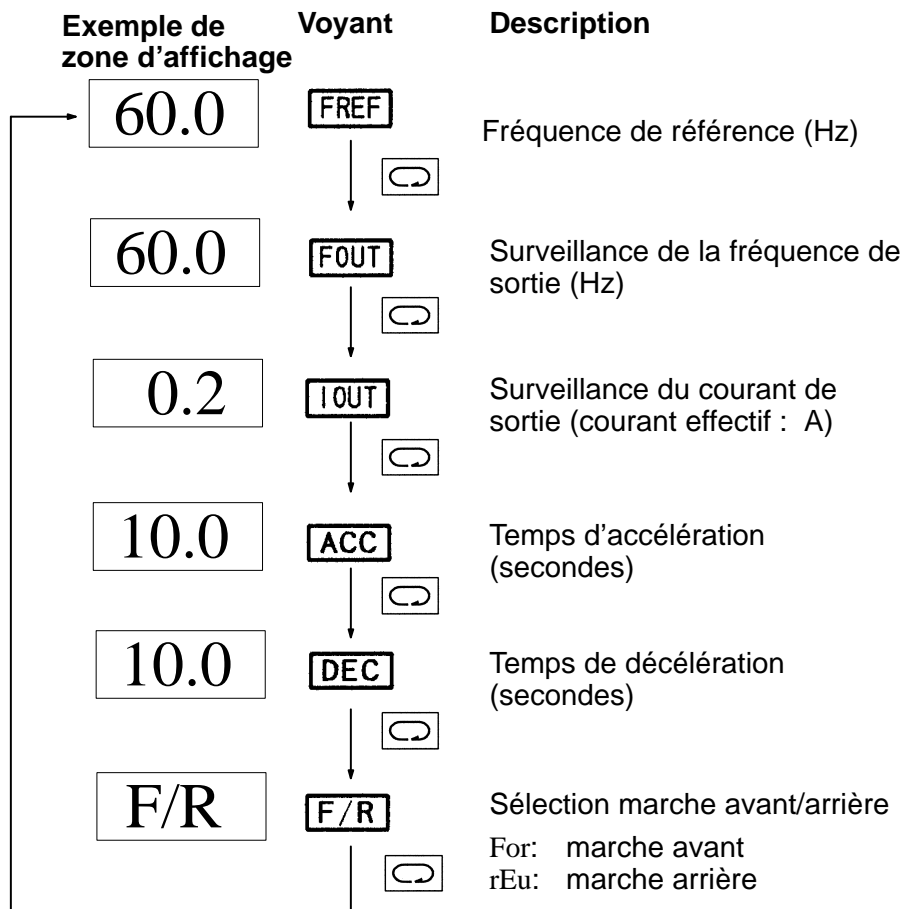 Exemple de zone d'affichage
Voyant
Description
60.0
FREF
Fréquence de référence (Hz)
60.0
FOUT
Surveillance de la fréquence de
sortie (Hz)
0.2
IOUT
Surveillance du courant de
sortie (courant effectif : A)
10.0
ACC
Temps d'accélération
(secondes)
10.0
DEC
Temps de décélération
(secondes)
F/R
F/R
Sélection marche avant/arrière
For: marche avant
rEu: marche arrière